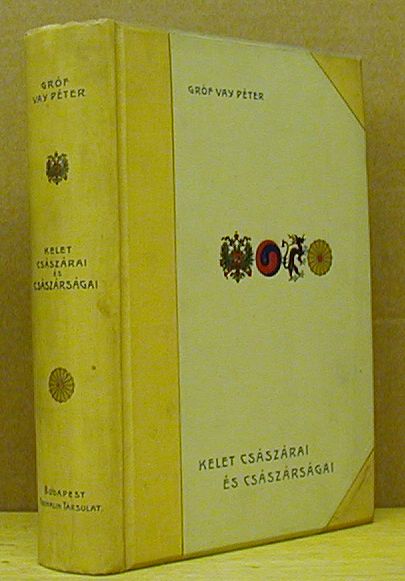 GRÓF
VAY PÉTER
KELET
CSÁSZÁRAI
ÉS
CSÁSZÁRSÁGAI
BUDAPEST
FRANKLIN TÁRSULAT.
GRÓF VAY PÉTER
KELET CSÁSZÁRAI
ÉS CSÁSZÁRSÁGAI